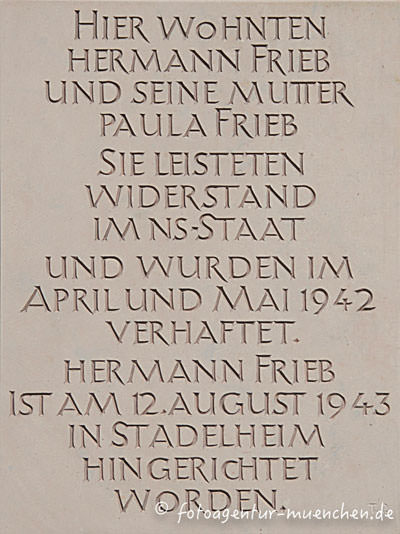 HIER WOHNTEN
HERMANN FRIEB
UND SEINE MUTTER
PAULA FRIEB
SIE LEISTETEN
WIDERSTAND
IM NS-STAAT
UND WURDEN IM
APRIL UND MAI 1942
VERHAFTET.
HERMANN FRIEB
IST AM 12. AUGUST 1943
IN STADELHEIM
HINGERICHTET
WORDEN.
© fotoagentur-muenchen.de